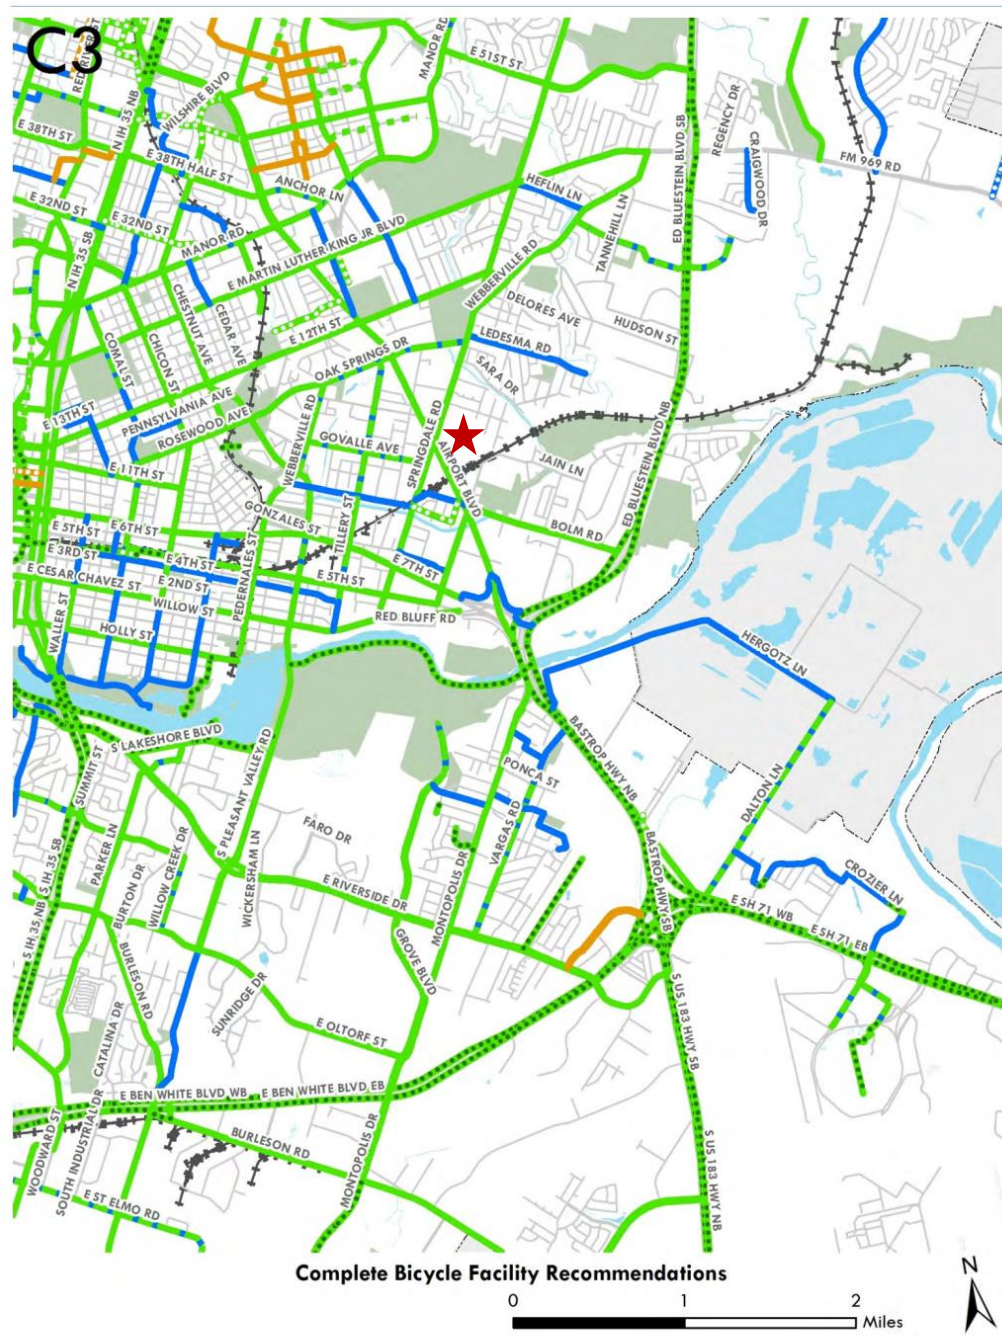 C3
RED RIVER ST
N IH 35 NB
WILSHIRE BLVD
MANOR RD
E 51ST ST
ED BLUESTEIN BLVD SB
REGENCY DR
CRAIGWOOD DR
FM 969 RD
E 38TH ST
E 38TH HALF ST
ANCHOR LN
HEFLIN LN
TANNEHILL LN
E 32ND ST
E 32ND ST
MANOR RD
E MARTIN LUTHER KING JR BLVD
N IH 35 SB
WEBBERVILLE RD
DELORES AVE
HUDSON ST
CHESTNUT AVE
CEDAR AVE
E 12TH ST
COMAL ST
CHICON ST
OAK SPRINGS DR
LEDESMA RD
SARA DR
E 13TH ST
PENNSYLVANIA AVE
ROSEWOOD AVE
WEBBERVILLE RD
GOVALLE AVE
SPRINGDALE RD
AIRPORT BLVD
JAIN LN
ED BLUESTEIN BLVD NB
E 11TH ST
GONZALES ST
TILLERY ST
BOLM RD
E 5TH ST
E 6TH ST
E 3RD ST
E 4TH ST
PEDERNALES ST
E 7TH ST
E CESAR CHAVEZ ST
E 2ND ST
E 5TH ST
WILLOW ST
RED BLUFF RD
WALLER ST
HOLLY ST
HERGOTZ LN
S LAKESHORE BLVD
BASTROP HWY NB
SUMMIT ST
S PLEASANT VALLEY RD
PONCA ST
DALTON LN
FARO DR
VARGAS RD
PARKER LN
BURTON DR
WILLOW CREEK DR
WICKERSHAM LN
E RIVERSIDE DR
MONTOPOLIS DR
BASTROP HWY SB
CROZIER LN
E SH 71 WB
E SH 71 EB
S IH 35 NB
S IH 35 SB
BURLESON RD
GROVE BLVD
SUNRIDGE DR
E OLTORF ST
S US 183 HWY SB
CATALINA DR
E BEN WHITE BLVD WB
E BEN WHITE BLVD EB
WOODWARD ST
SOUTH INDUSTRIAL DR
BURLESON RD
MONTOPOLIS DR
S US 183 HWY NB
E ST ELMO RD
Complete Bicycle Facility Recommendations
N
0 1 2
Miles